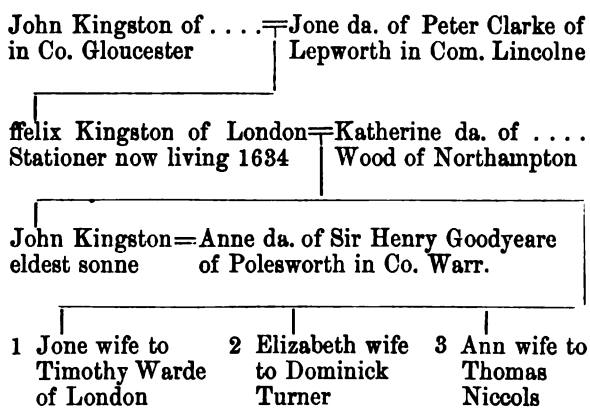 John Kingston of . . . . = Jone da. of Peter Clarke of
in Co. Gloucester Lepworth in Com. Lincolne
ffelix Kingston of London = Katherine da. of . . . .
Stationer now living 1634 Wood of Northampton
John Kingston = Anne da. of Sir Henry Goodyeare
eldest sonne of Polesworth in Co. Warr.
1 Jone wife to 2 Elizabeth wife 3 Ann wife to
Timothy Warde to Dominick Thomas
of London Turner Niccols